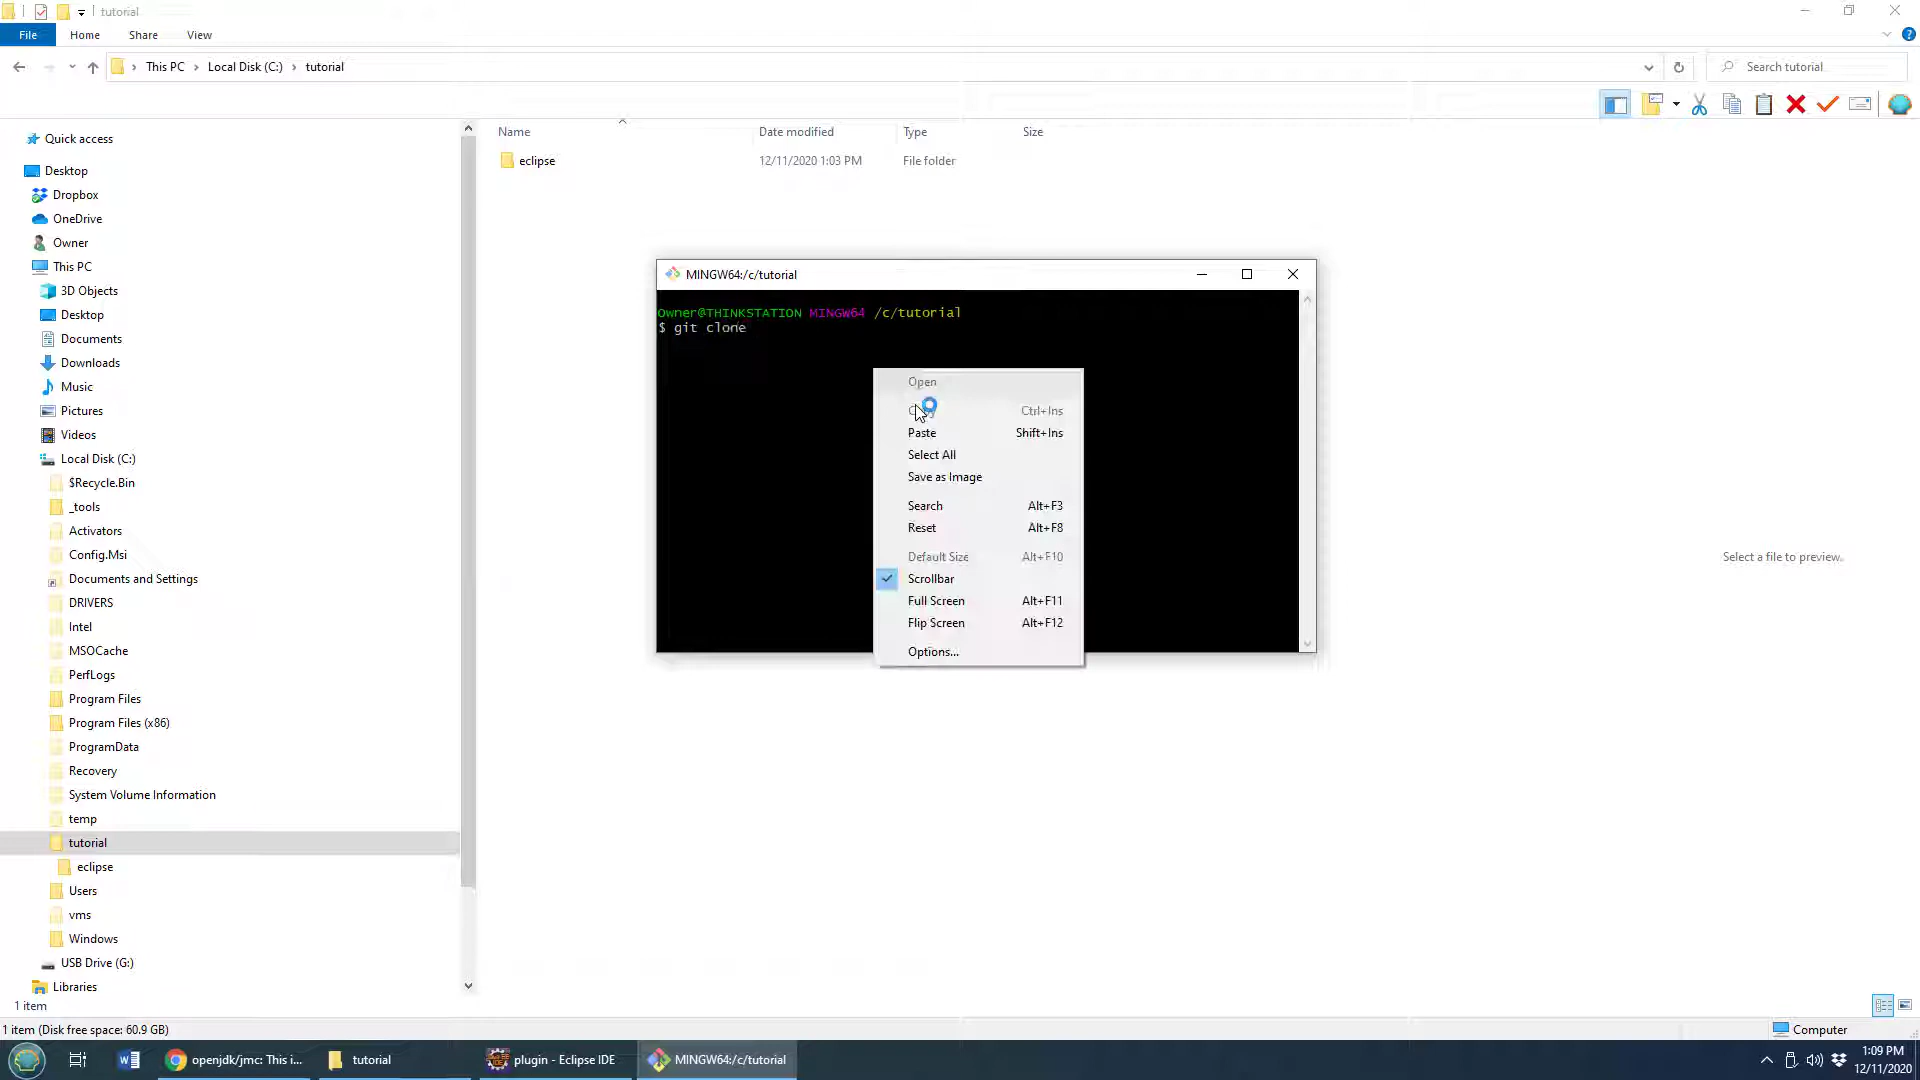 tutorial
File Home Share View
This PC Local Disk (C:) tutorial
Search tutorial
Name Date modified Type Size
eclipse 12/11/2020 1:03 PM File folder
Quick access
Desktop
Dropbox
OneDrive
Owner
This PC
3D Objects
Desktop
Documents
Downloads
Music
Pictures
Videos
Local Disk (C:)
$Recycle.Bin
_tools
Activators
Config.Msi
Documents and Settings
DRIVERS
Intel
MSOCache
PerfLogs
Program Files
Program Files (x86)
ProgramData
Recovery
System Volume Information
temp
tutorial
eclipse
Users
vms
Windows
USB Drive (G:)
Libraries
MINGW64:/c/tutorial
Owner@THINKSTATION MINGW64 /c/tutorial
$ git clone
Open
Ctrl+Ins
Paste Shift+Ins
Select All
Save as Image
Search Alt+F3
Reset Alt+F8
Default Size Alt+F10
Scrollbar
Full Screen Alt+F11
Flip Screen Alt+F12
Options...
Select a file to preview.
1 item
1 item (Disk free space: 60.9 GB)
Computer
openjdk/jmc: This i...
tutorial
plugin - Eclipse IDE
MINGW64:/c/tutorial
1:09 PM
12/11/2020